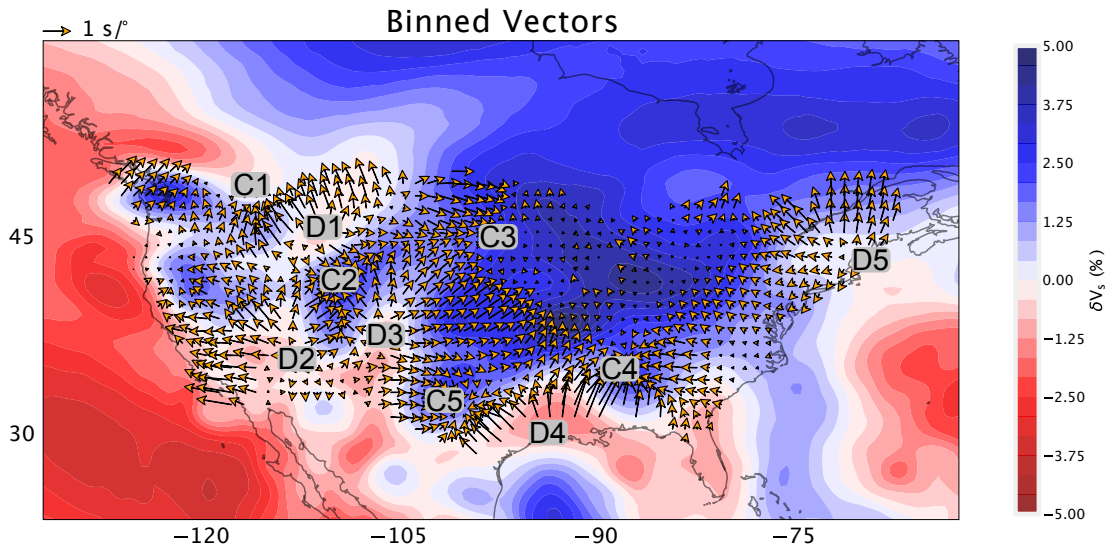 Binned Vectors
1 s/°
5.00
3.75
2.50
1.25
0.00
−1.25
−2.50
−3.75
−5.00
δVs (%)
45
30
−120
−105
−90
−75
C1
D1
C3
D5
C2
D3
D2
C4
C5
D4